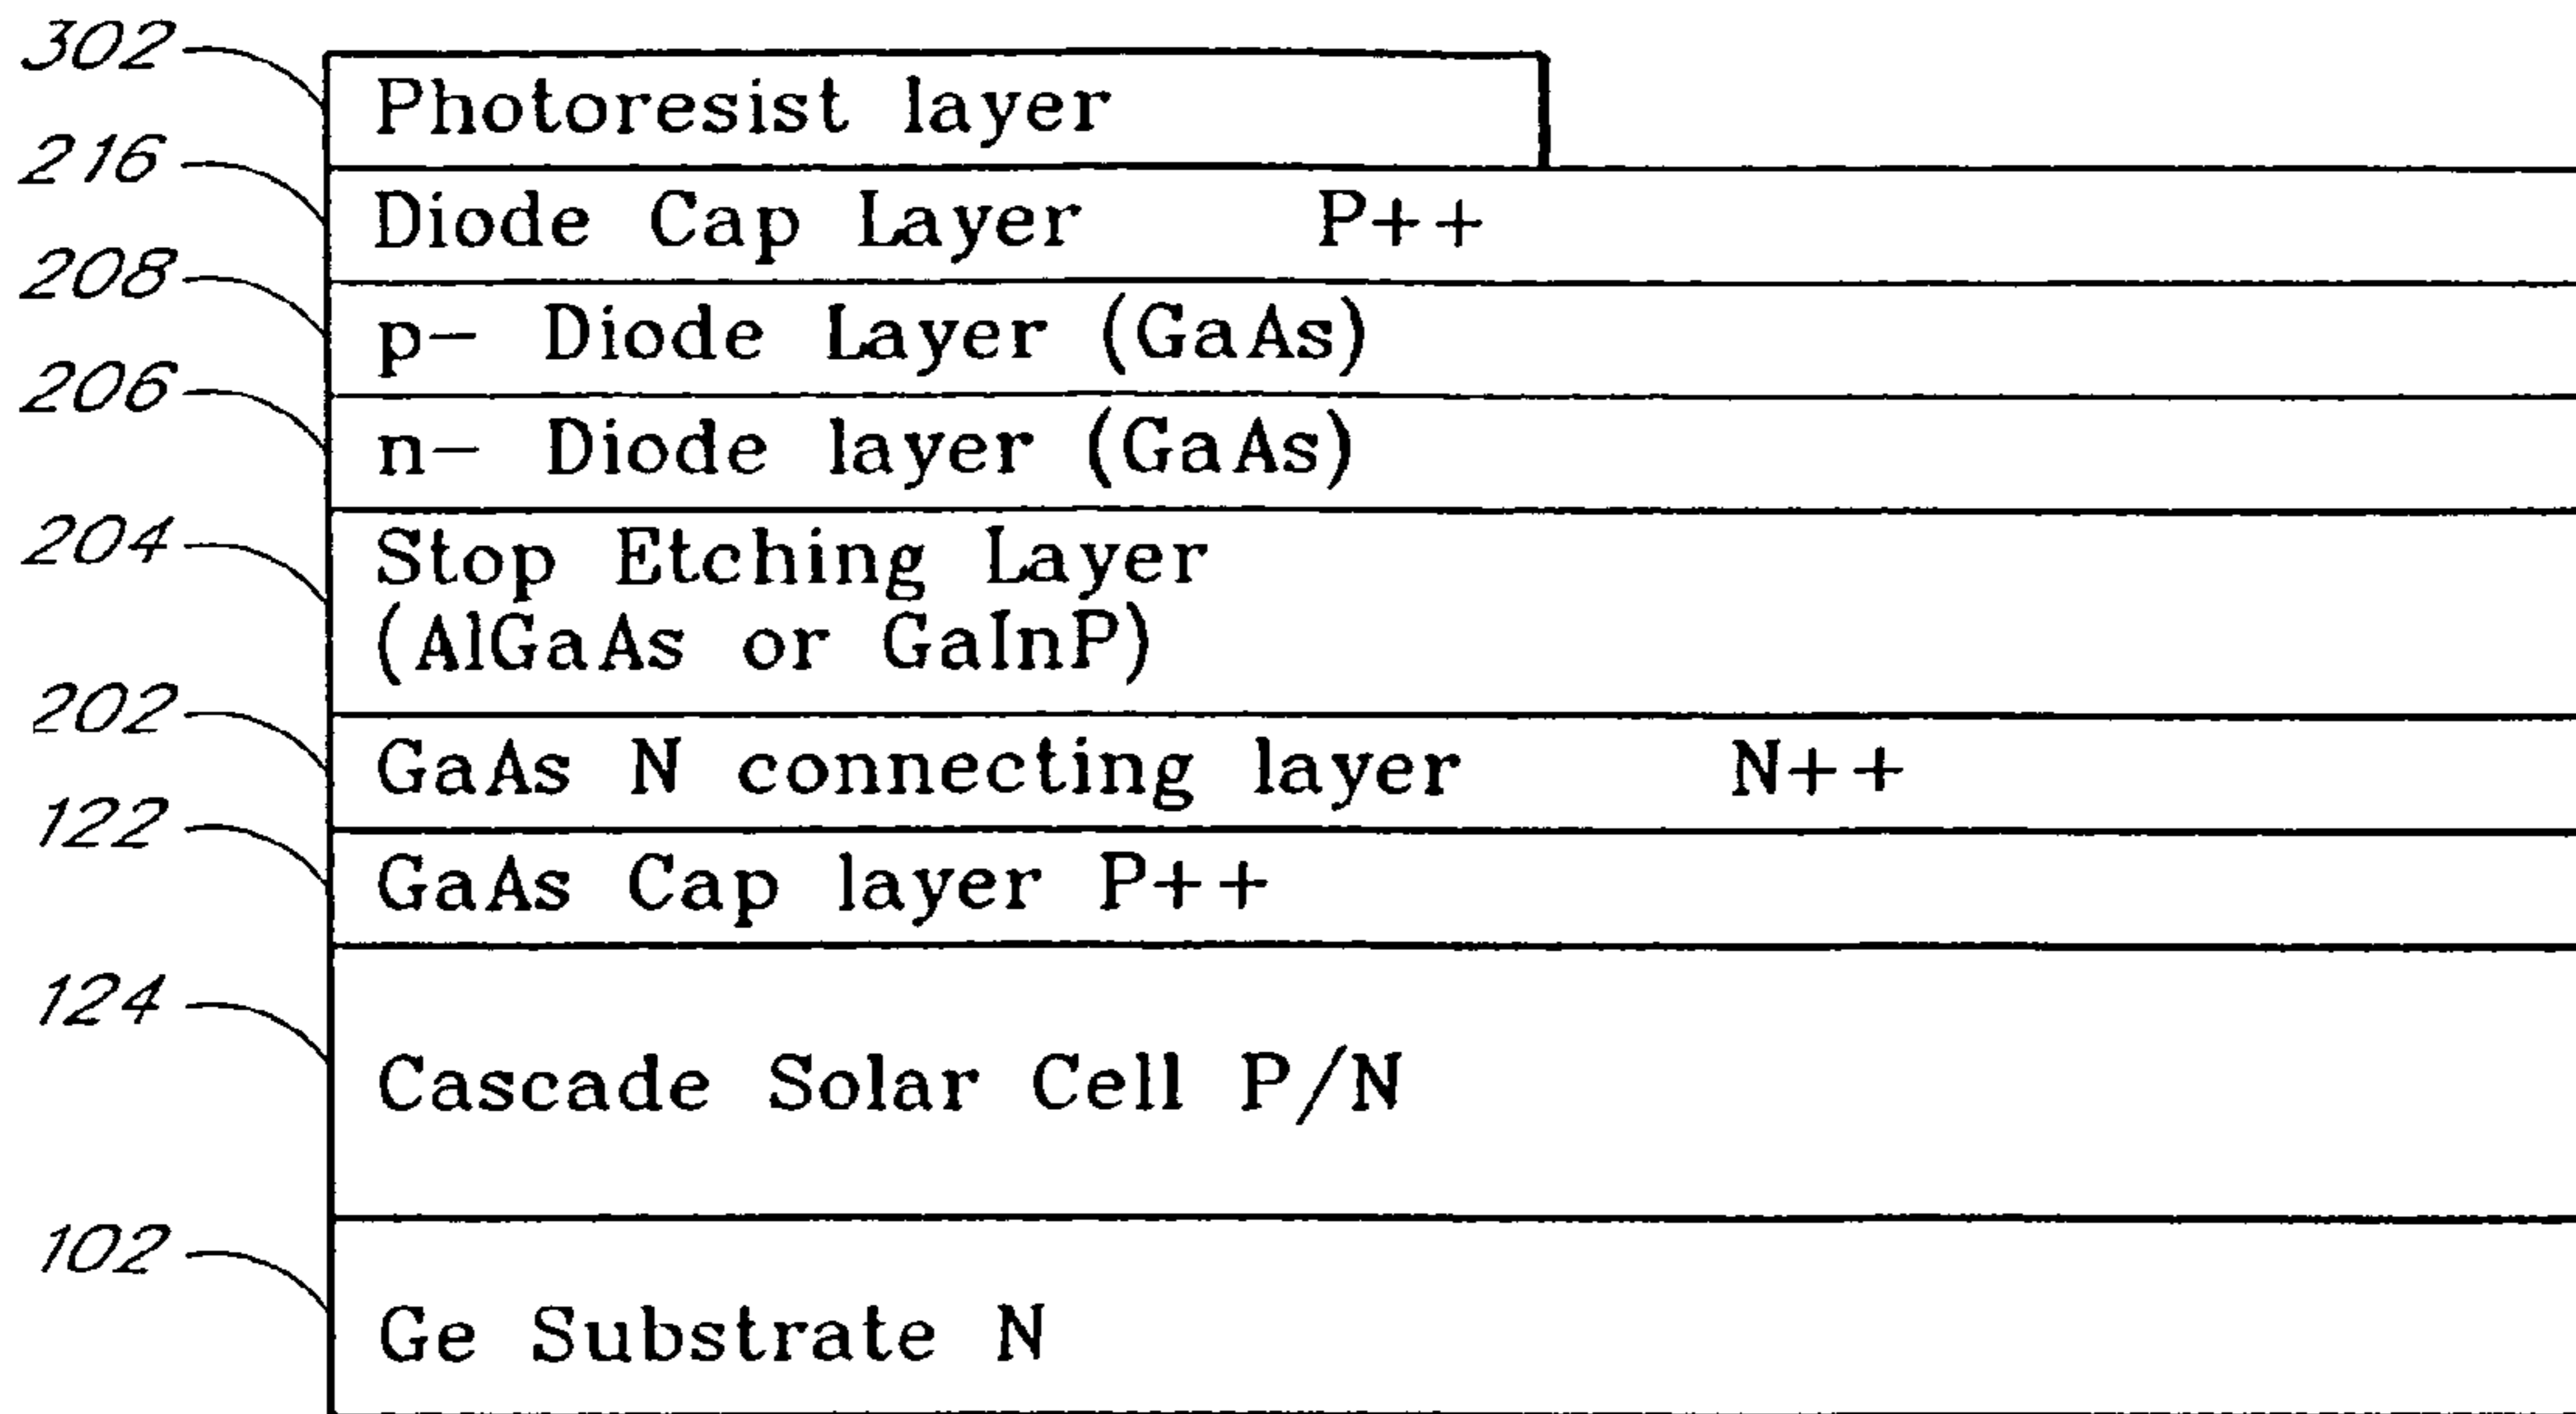 302
Photoresist layer
216
Diode Cap Layer P++
208
p- Diode Layer (GaAs)
206
n- Diode layer (GaAs)
204
Stop Etching Layer
(AlGaAs or GaInP)
202
GaAs N connecting layer N++
122
GaAs Cap layer P++
124
Cascade Solar Cell P/N
102
Ge Substrate N